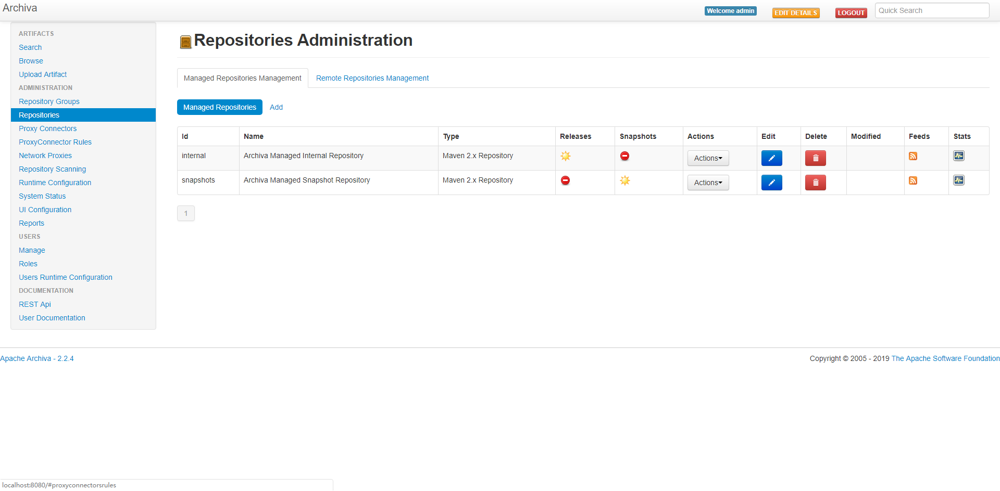 Archiva
Welcome admin EDIT DETAILS LOGOUT Quick Search
ARTIFACTS
Search
Browse
Upload Artifact
ADMINISTRATION
Repository Groups
Repositories
Proxy Connectors
ProxyConnector Rules
Network Proxies
Repository Scanning
Runtime Configuration
System Status
UI Configuration
Reports
USERS
Manage
Roles
Users Runtime Configuration
DOCUMENTATION
REST Api
User Documentation
Repositories Administration
Managed Repositories Management Remote Repositories Management
Managed Repositories Add
Id Name Type Releases Snapshots Actions Edit Delete Modified Feeds Stats
internal Archiva Managed Internal Repository Maven 2.x Repository Actions
snapshots Archiva Managed Snapshot Repository Maven 2.x Repository Actions
1
Apache Archiva - 2.2.4 Copyright © 2005 - 2019 The Apache Software Foundation
localhost:8080/#proxyconnectorsrules